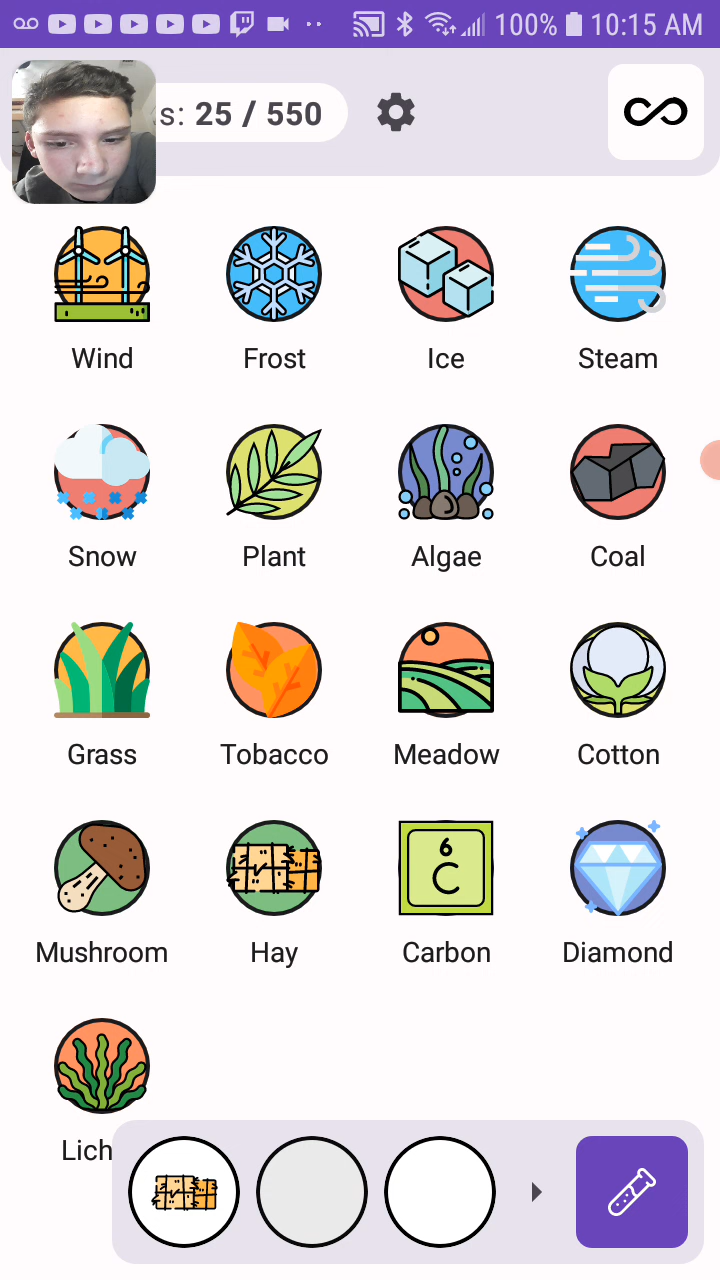 100% 10:15 AM
s: 25 / 550
Wind Frost Ice Steam
Snow Plant Algae Coal
Grass Tobacco Meadow Cotton
6
C
Mushroom Hay Carbon Diamond
Lich